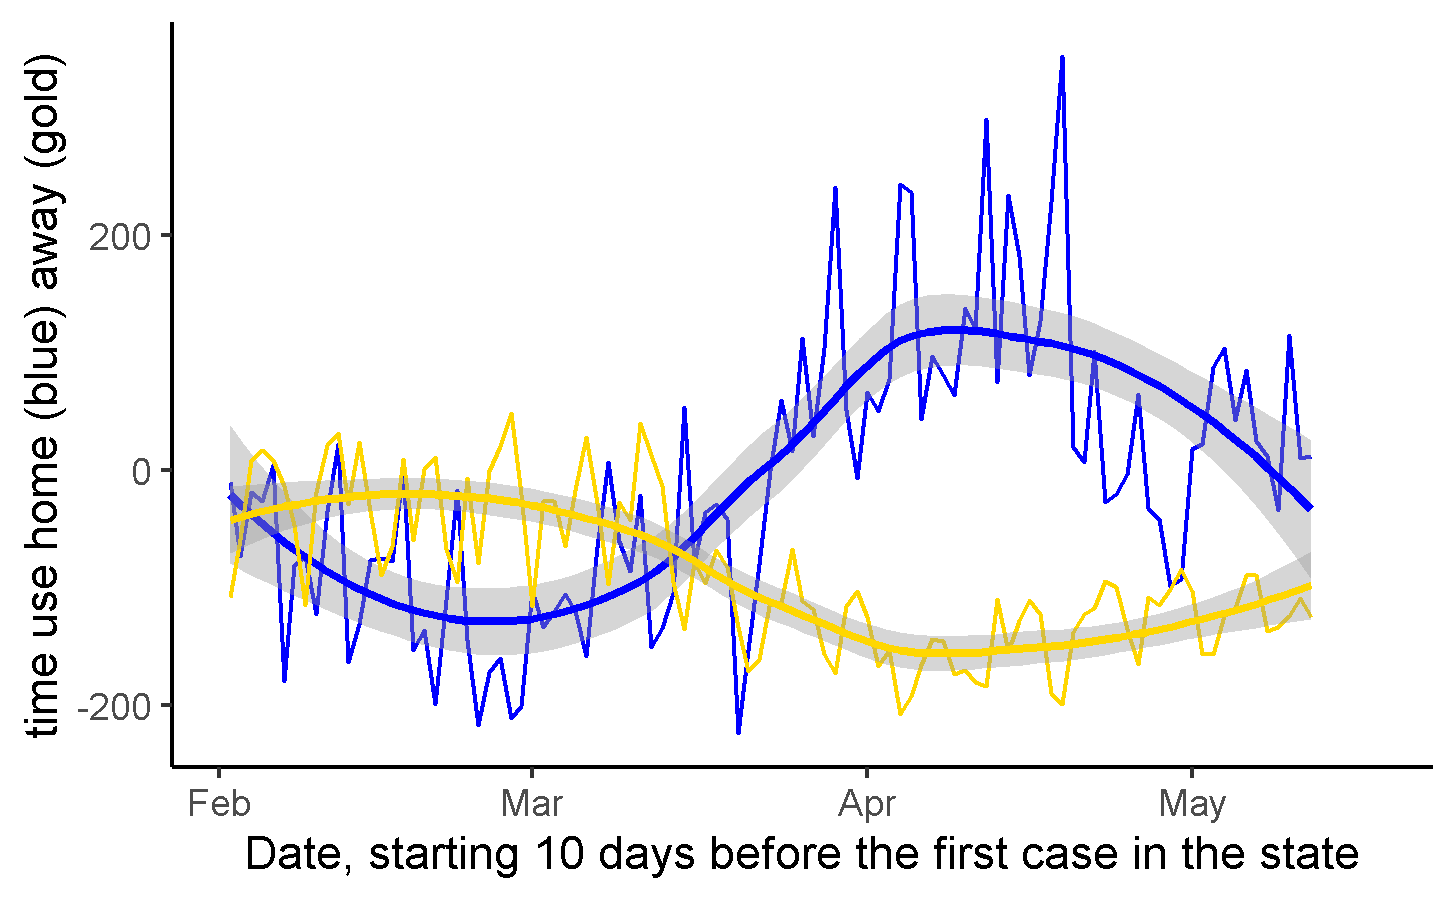 time use home (blue) away (gold)
200
0
-200
Feb Mar Apr May
Date, starting 10 days before the first case in the state